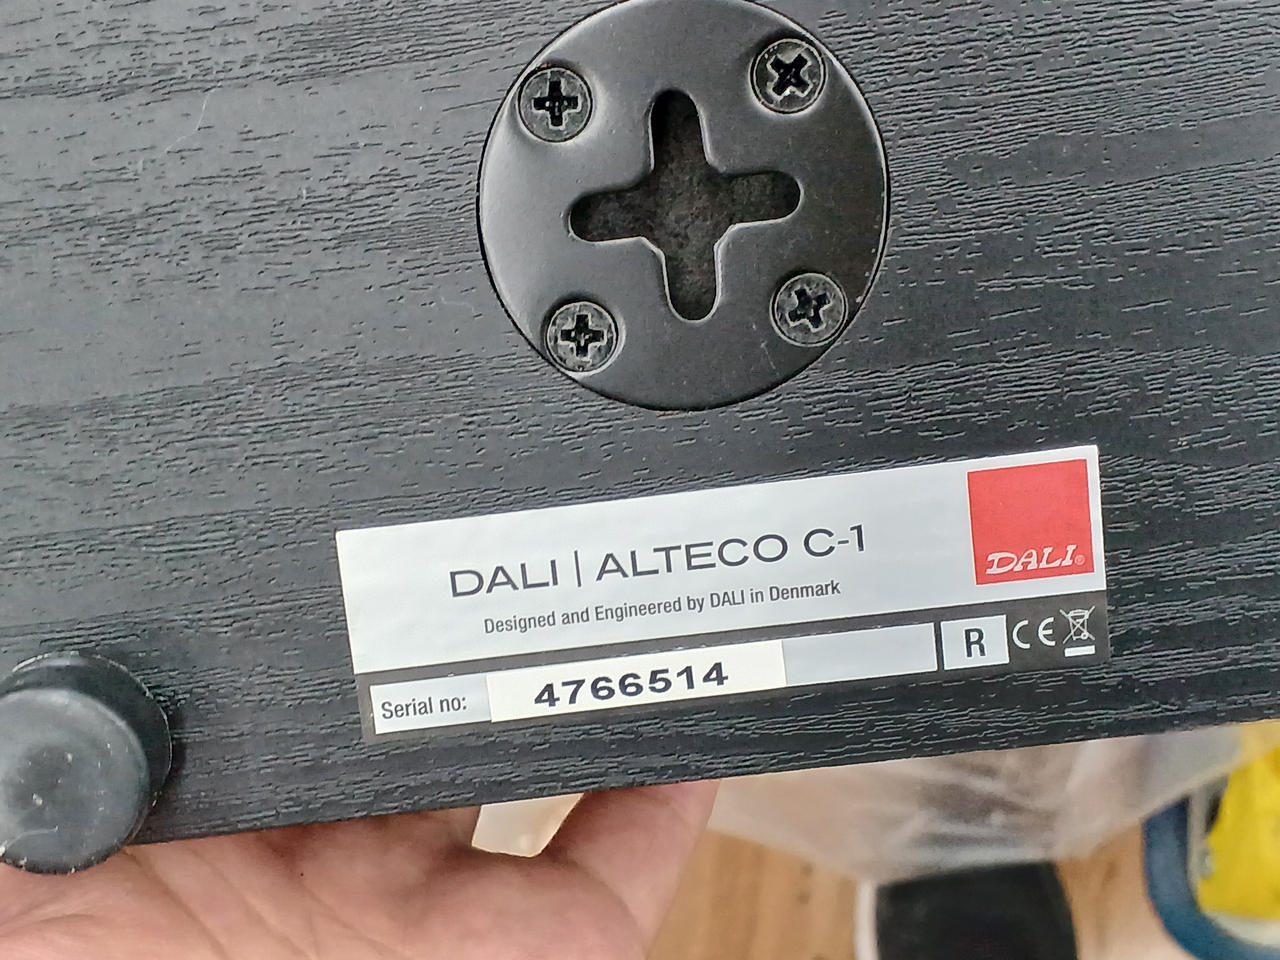 DALI | ALTECO C-1
Designed and Engineered by DALI in Denmark
DALI®
Serial no: 4766514 R CE